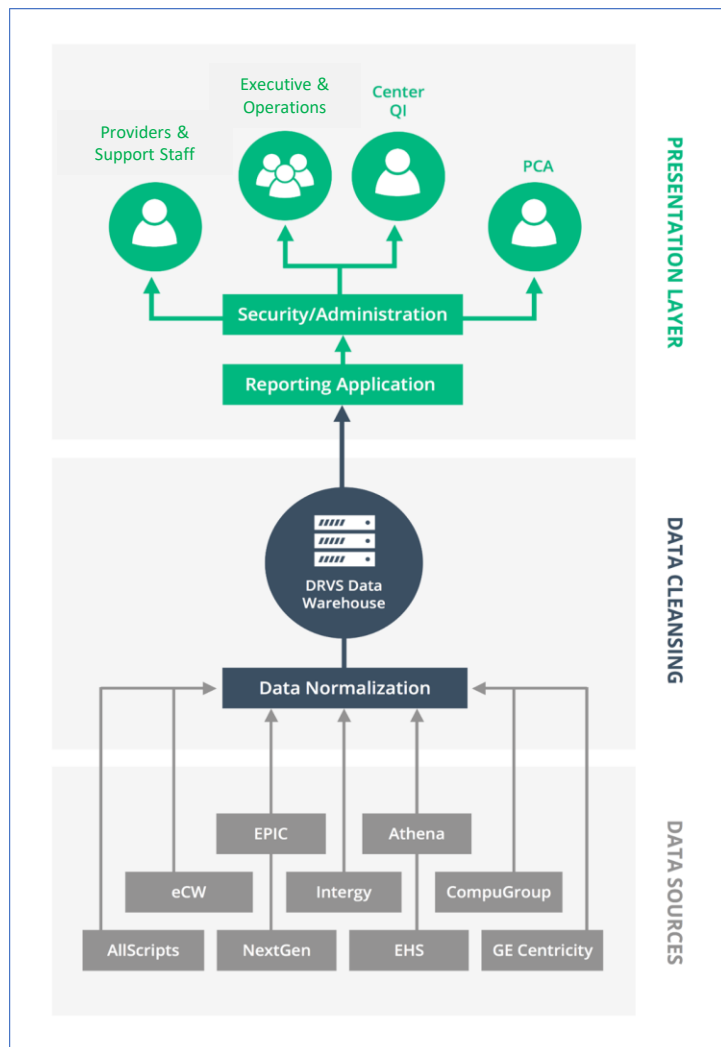 Executive &
Operations
Center
QI
Providers &
Support Staff
PCA
Security/Administration
Reporting Application
PRESENTATION LAYER
DRVS Data
Warehouse
Data Normalization
DATA CLEANSING
EPIC
Athena
eCW
Intergy
CompuGroup
AllScripts
NextGen
EHS
GE Centricity
DATA SOURCES